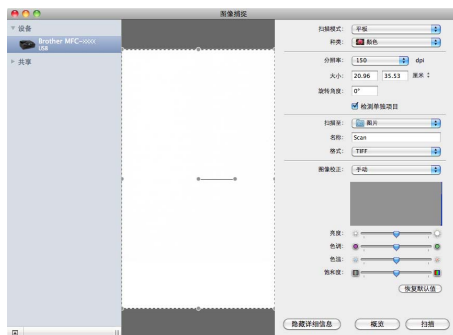 图像捕捉
设备
Brother MFC-xxxx
USB
共享
扫描模式: 平板
种类: 彩色
分辨率: 150 dpi
大小: 20.96 35.53 厘米
旋转角度: 0°
检测单独项目
扫描至: 图片
名称: Scan
格式: TIFF
图像校正: 手动
亮度:
色调:
色温:
饱和度:
恢复默认值
隐藏详细信息 概览 扫描